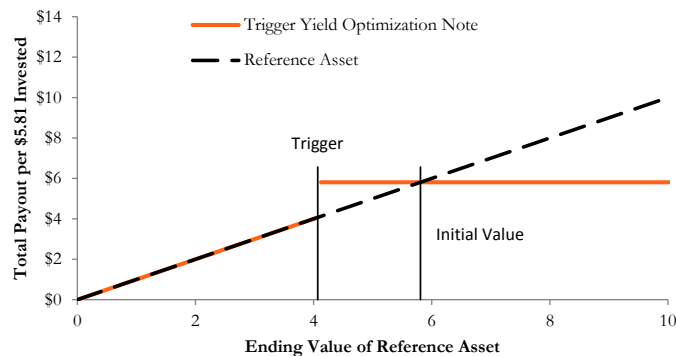 Total Payout per $5.81 Invested
$14
$12
$10
$8
$6
$4
$2
$0
Trigger Yield Optimization Note
Reference Asset
Trigger
Initial Value
0 2 4 6 8 10
Ending Value of Reference Asset